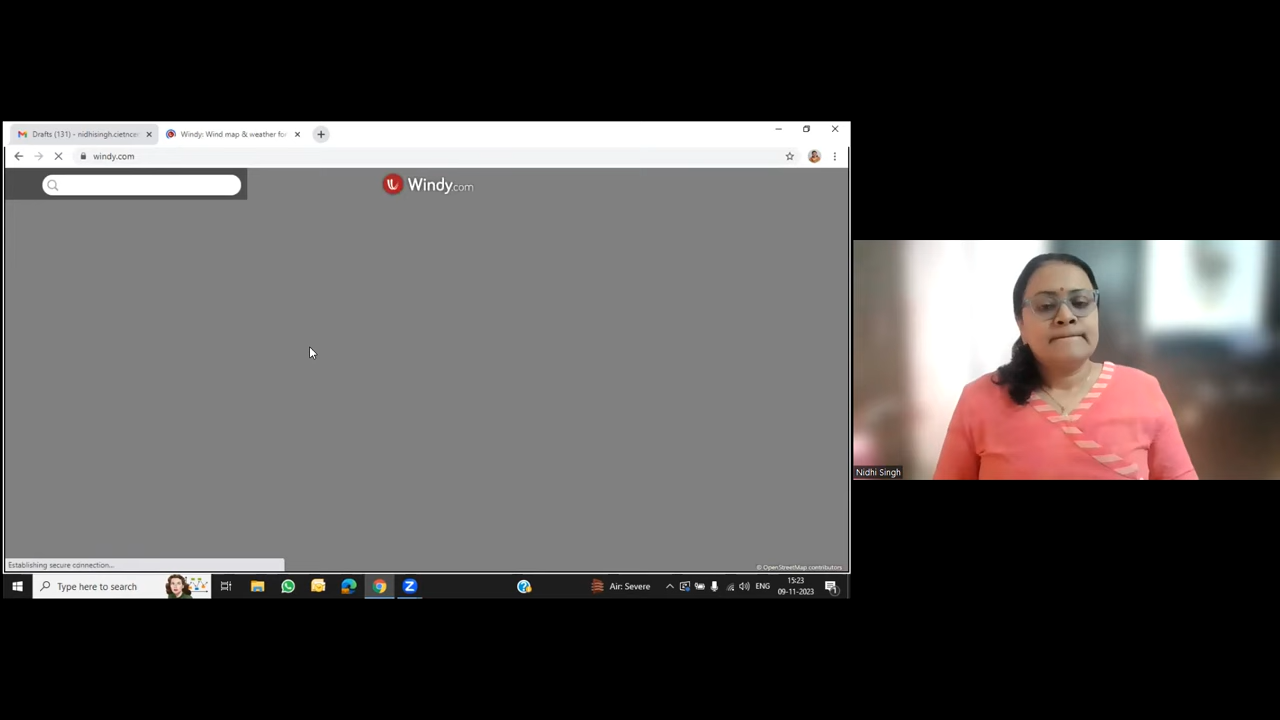 Drafts (131) - nidhisingh.cietncer
Windy: Wind map & weather for
windy.com
Windy.com
Nidhi Singh
Establishing secure connection...
© OpenStreetMap contributors
Type here to search
Air: Severe
ENG
15:23
09-11-2023